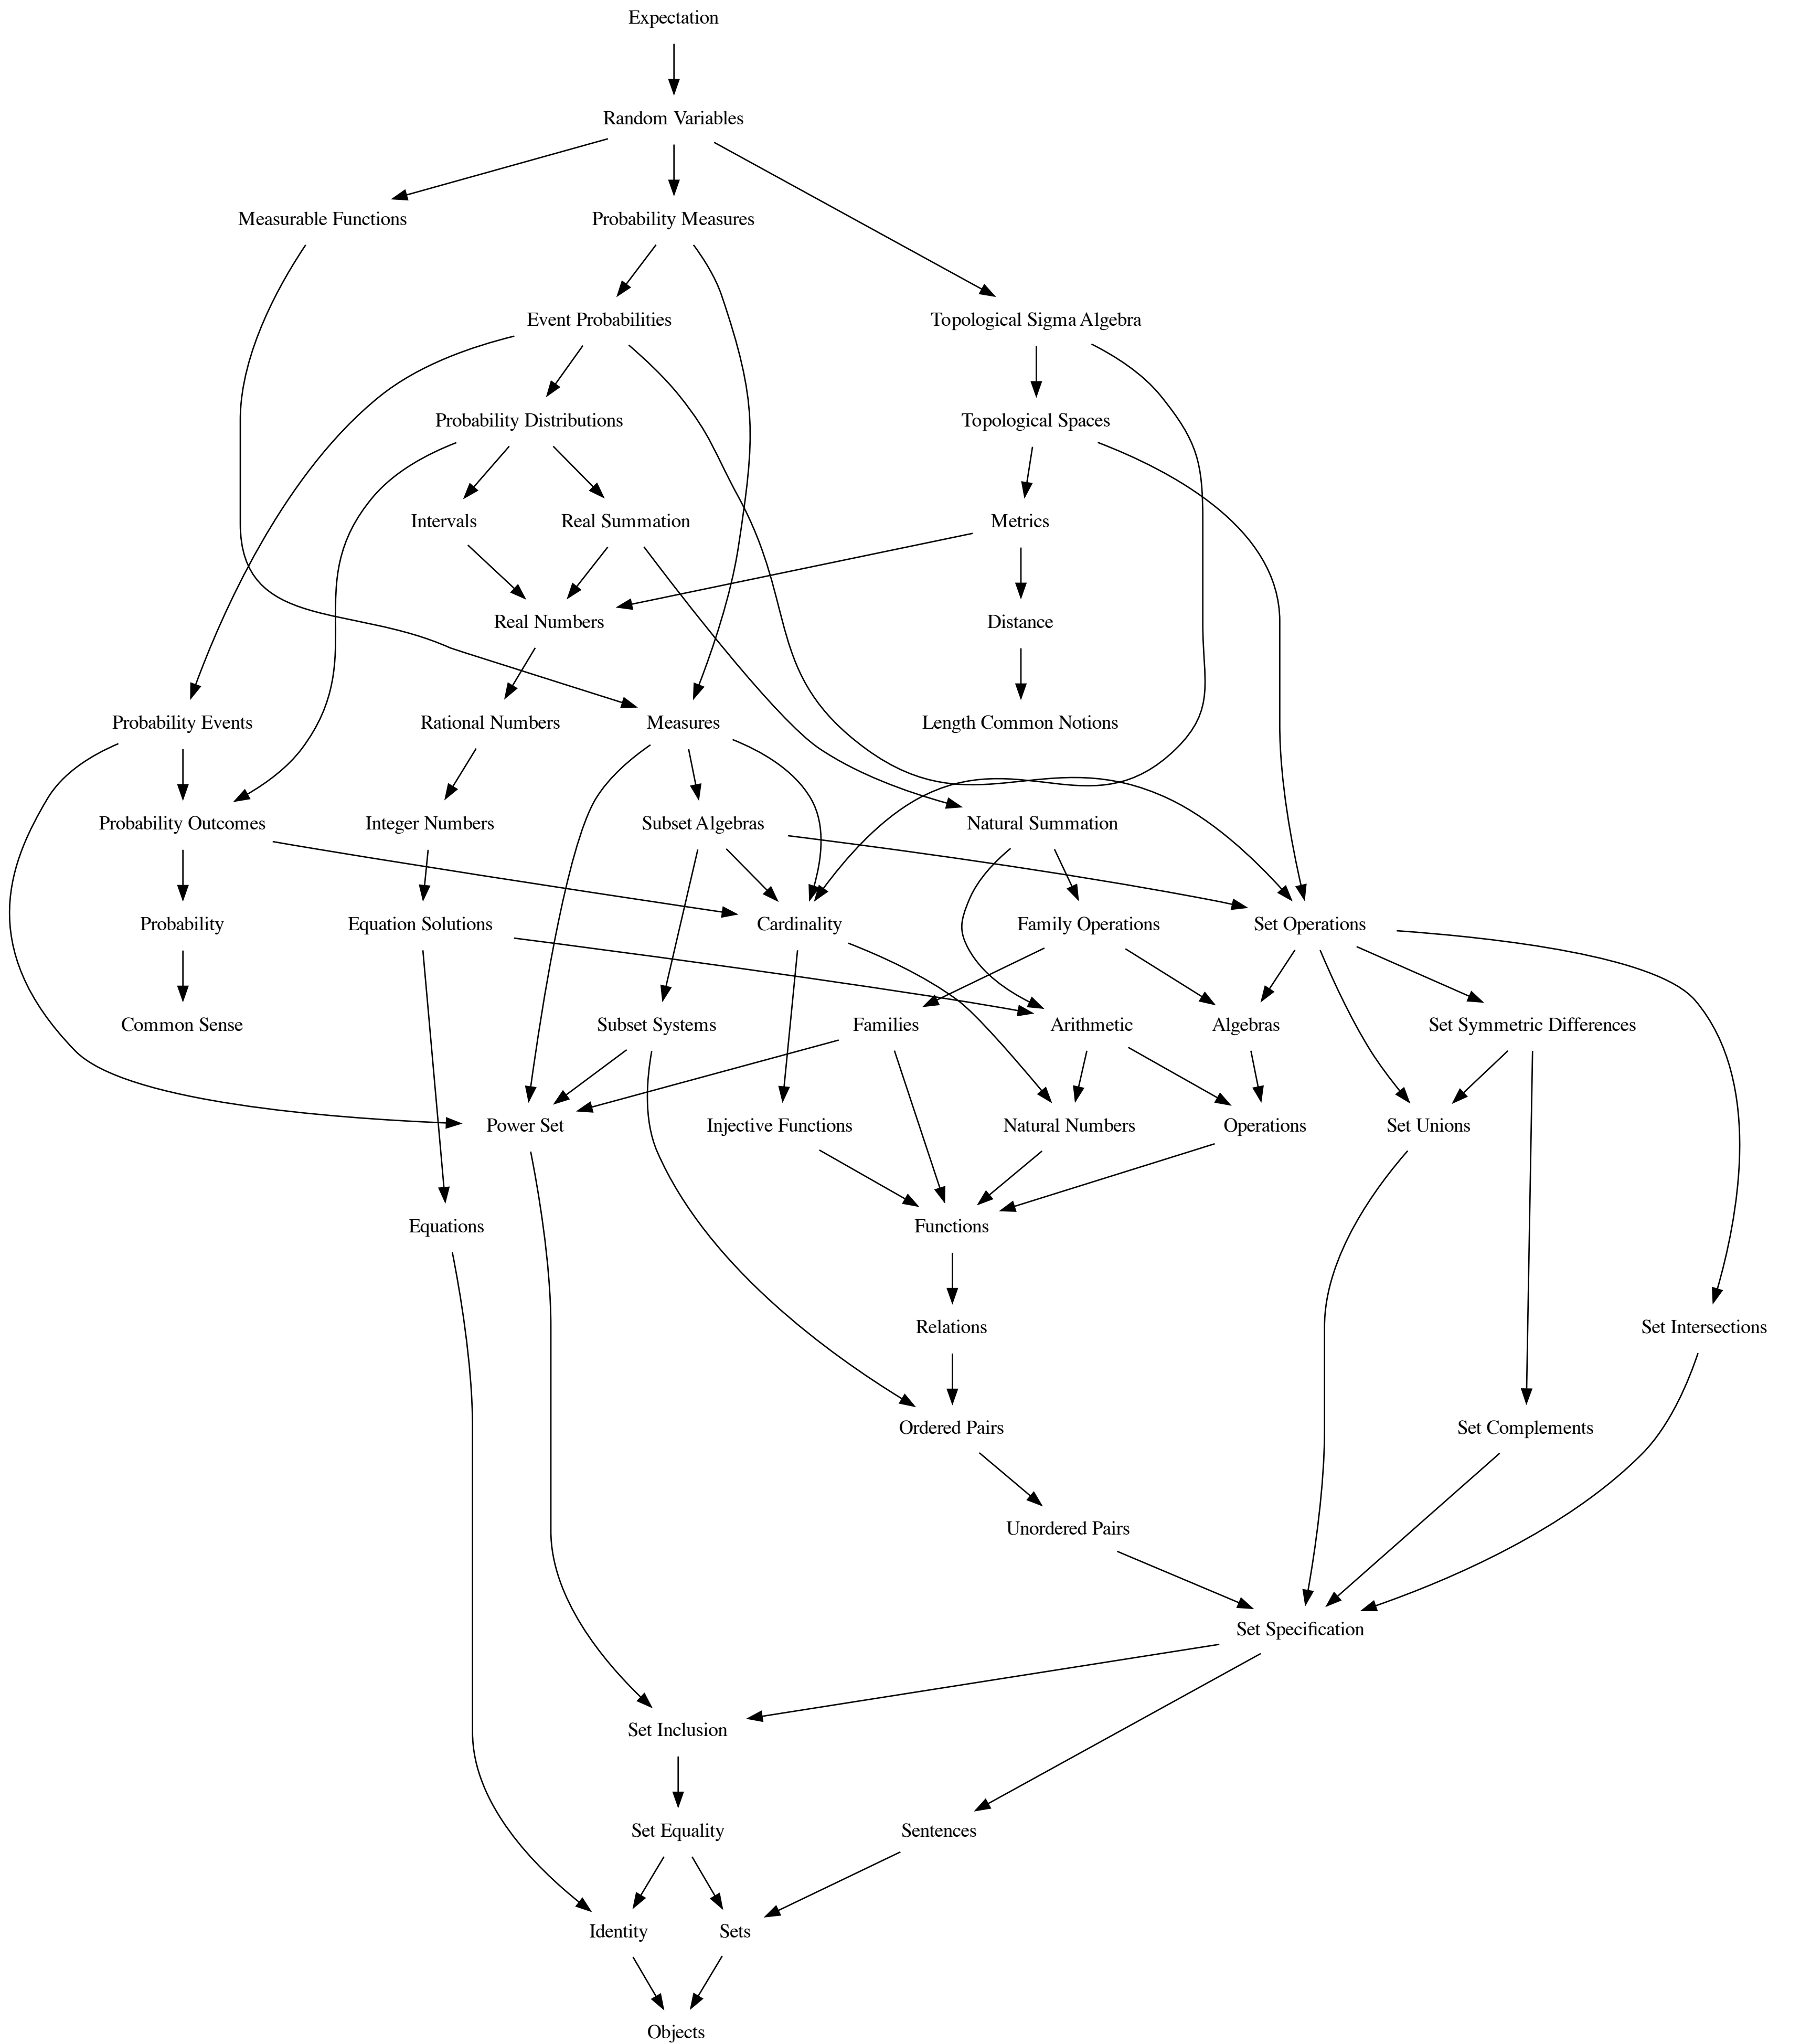 Expectation
Random Variables
Measurable Functions
Probability Measures
Event Probabilities
Topological Sigma Algebra
Probability Distributions
Topological Spaces
Intervals
Real Summation
Metrics
Real Numbers
Distance
Probability Events
Rational Numbers
Measures
Length Common Notions
Probability Outcomes
Integer Numbers
Subset Algebras
Natural Summation
Probability
Equation Solutions
Cardinality
Family Operations
Set Operations
Common Sense
Subset Systems
Families
Arithmetic
Algebras
Set Symmetric Differences
Power Set
Injective Functions
Natural Numbers
Operations
Set Unions
Equations
Functions
Relations
Set Intersections
Ordered Pairs
Set Complements
Unordered Pairs
Set Specification
Set Inclusion
Set Equality
Sentences
Identity
Sets
Objects